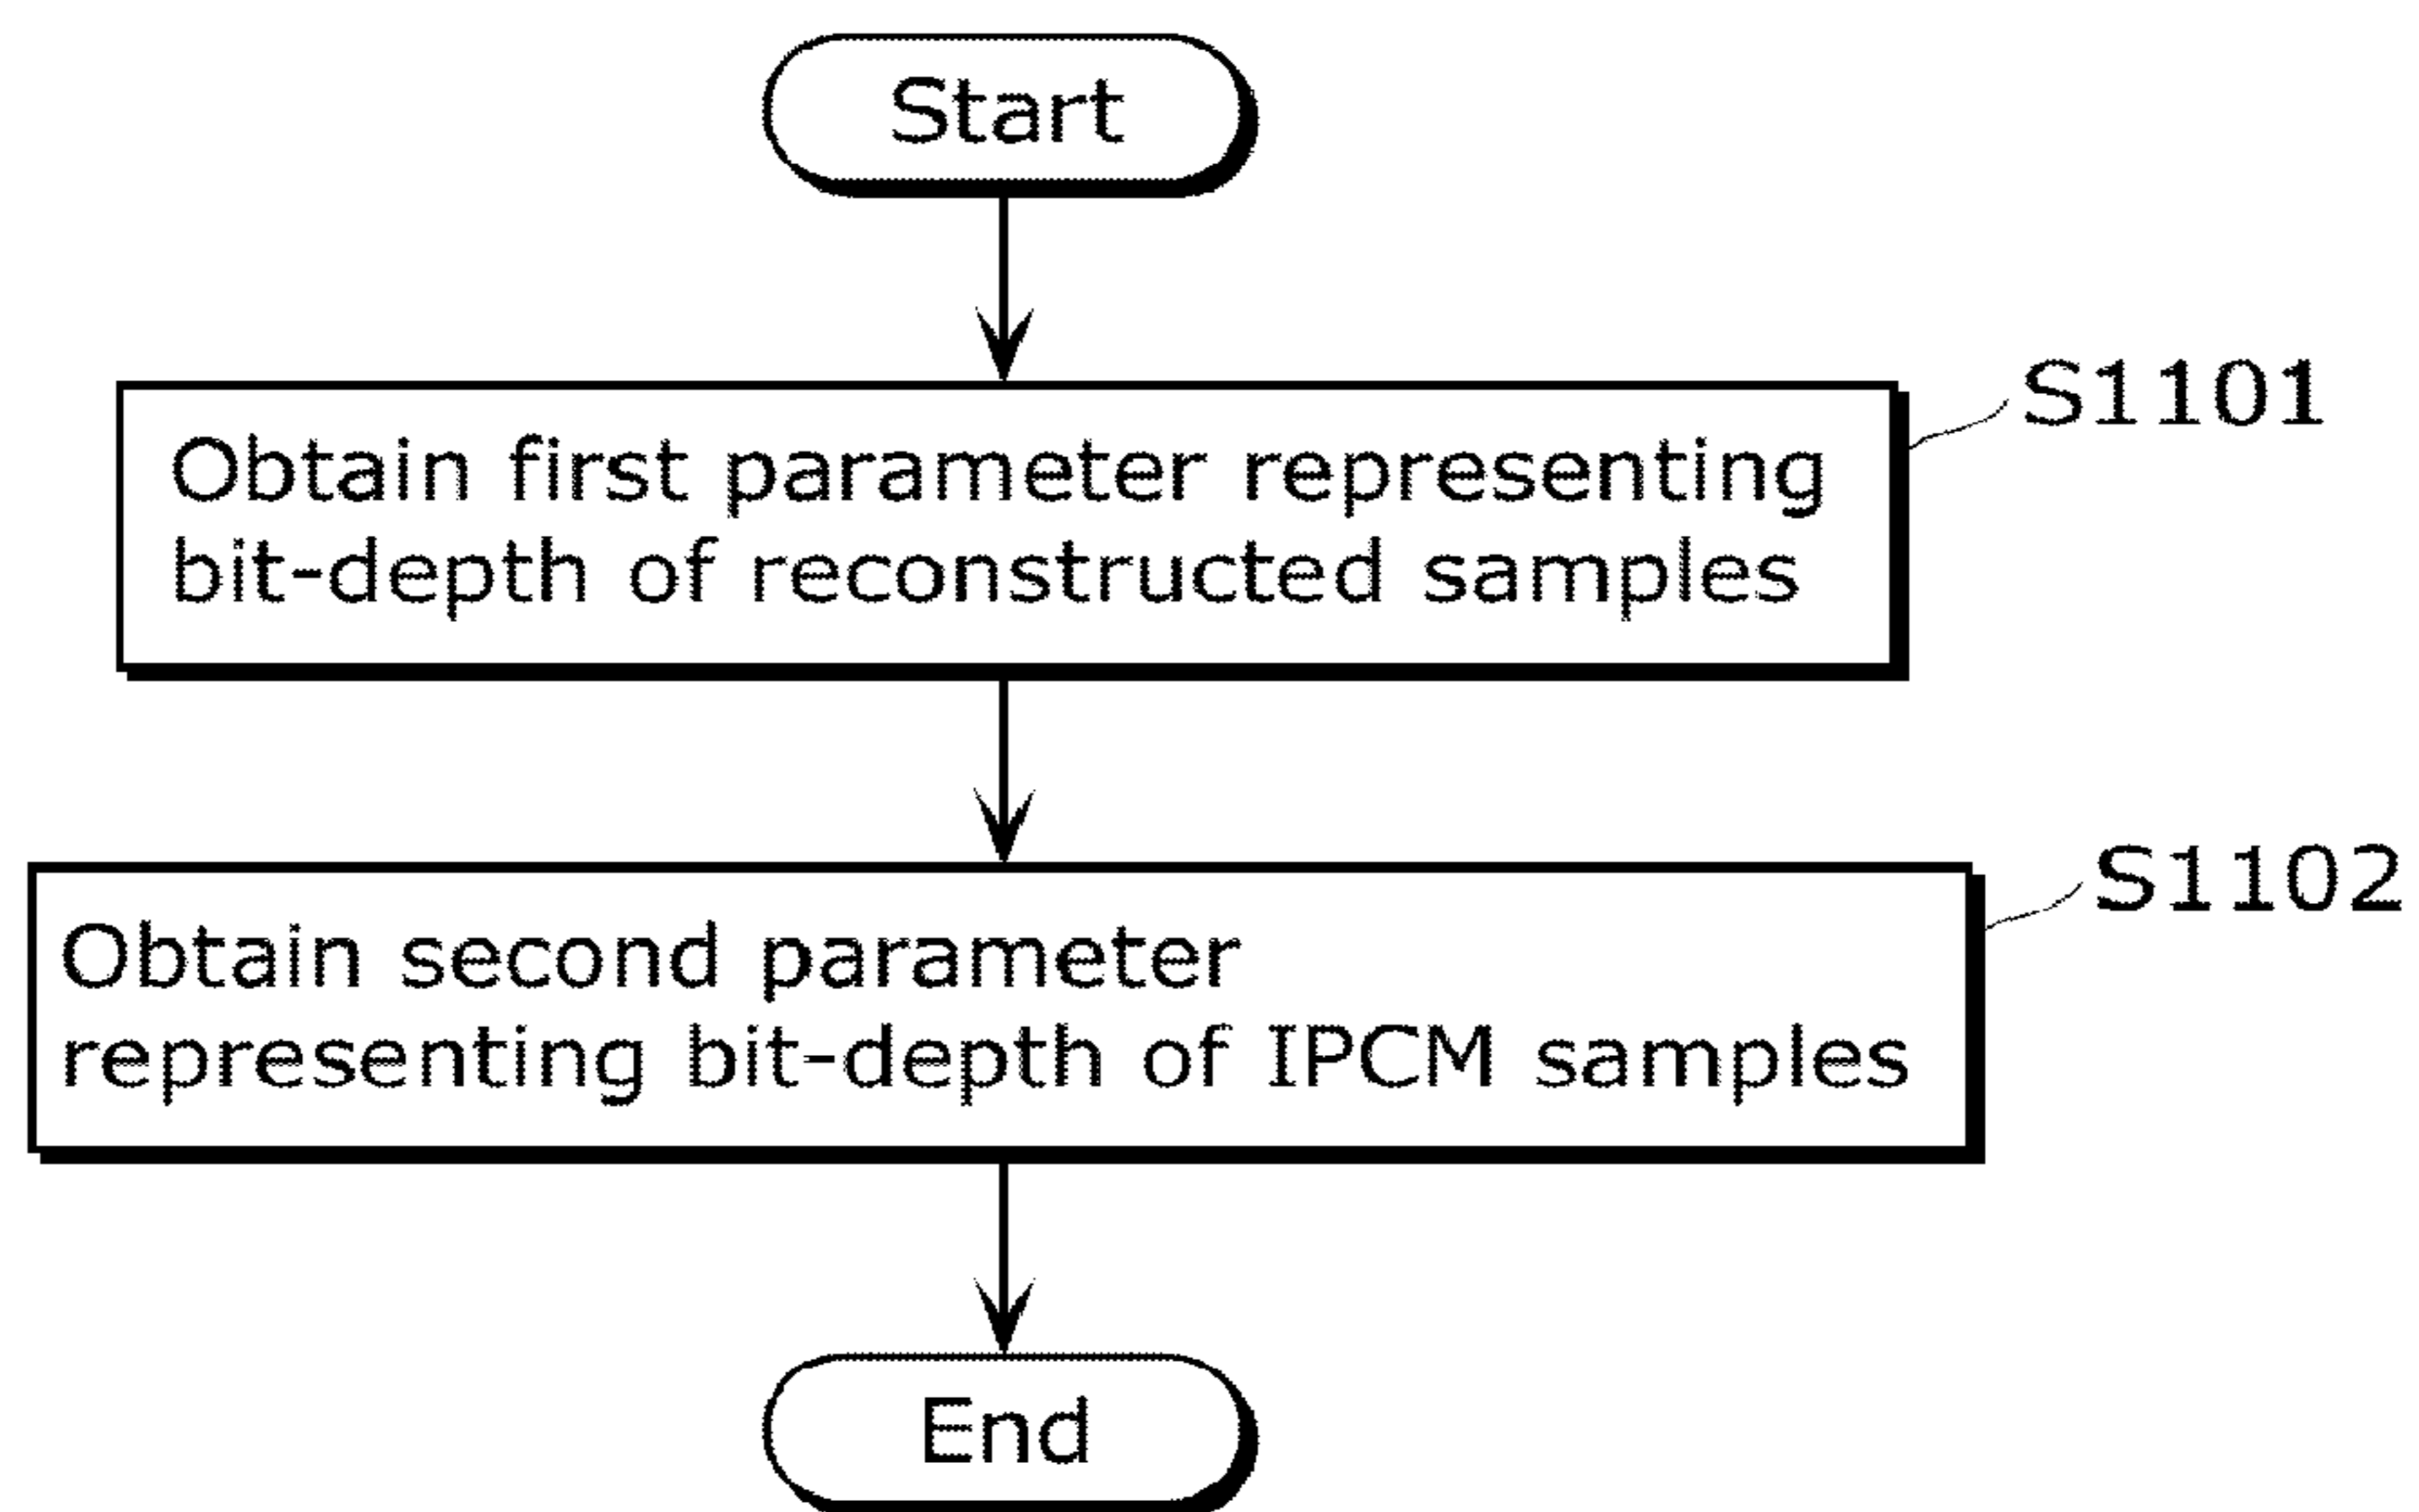 Start
S1101
Obtain first parameter representing
bit-depth of reconstructed samples
S1102
Obtain second parameter
representing bit-depth of IPCM samples
End